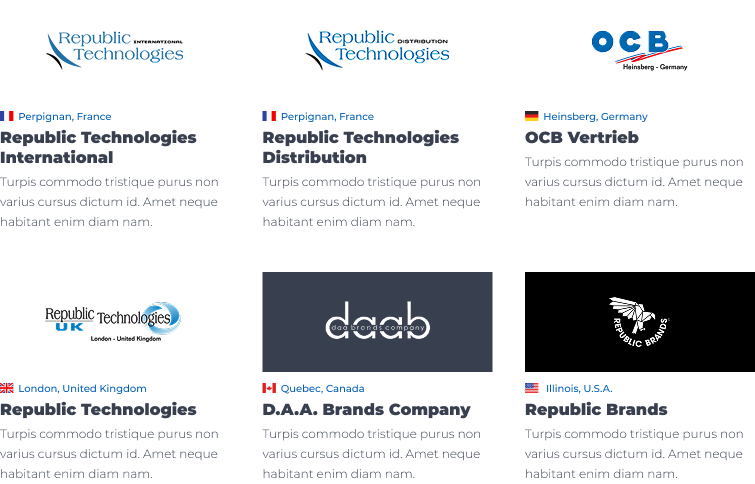 Republic INTERNATIONAL
Technologies
Perpignan, France
Republic Technologies
International
Turpis commodo tristique purus non
varius cursus dictum id. Amet neque
habitant enim diam nam.
Republic DISTRIBUTION
Technologies
Perpignan, France
Republic Technologies
Distribution
Turpis commodo tristique purus non
varius cursus dictum id. Amet neque
habitant enim diam nam.
OCB
Heinsberg - Germany
Heinsberg, Germany
OCB Vertrieb
Turpis commodo tristique purus non
varius cursus dictum id. Amet neque
habitant enim diam nam.
Republic Technologies
UK
London - United Kingdom
London, United Kingdom
Republic Technologies
Turpis commodo tristique purus non
varius cursus dictum id. Amet neque
habitant enim diam nam.
daab
daa brands company
Quebec, Canada
D.A.A. Brands Company
Turpis commodo tristique purus non
varius cursus dictum id. Amet neque
habitant enim diam nam.
REPUBLIC BRANDS
Illinois, U.S.A.
Republic Brands
Turpis commodo tristique purus non
varius cursus dictum id. Amet neque
habitant enim diam nam.